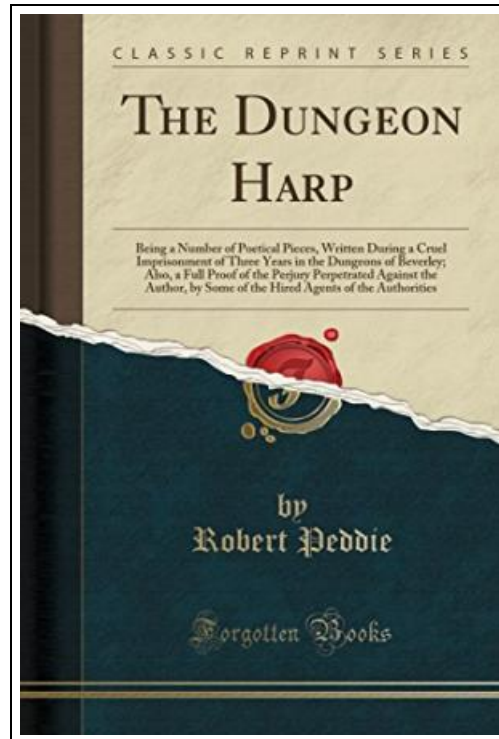 CLASSIC REPRINT SERIES
THE DUNGEON
HARP
Being a Number of Poetical Pieces, Written During a Cruel
Imprisonment of Three Years in the Dungeons of Beverley;
Also, a Full Proof of the Perjury Perpetrated Against the
Author, by Some of the Hired Agents of the Authorities
by
Robert Peddie
Forgotten Books